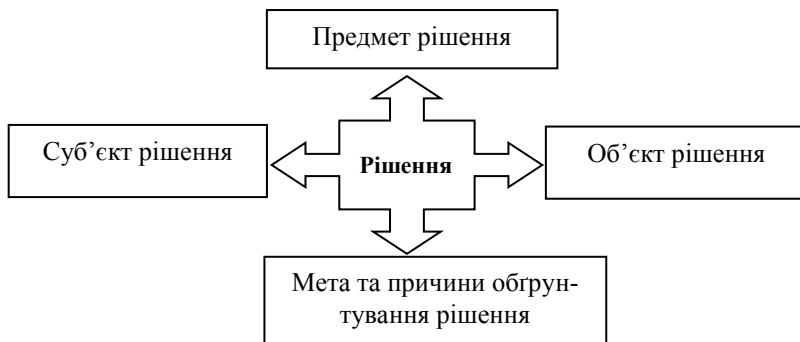 Предмет рішення
Суб’єкт рішення
Рішення
Об’єкт рішення
Мета та причини обґрун-
тування рішення